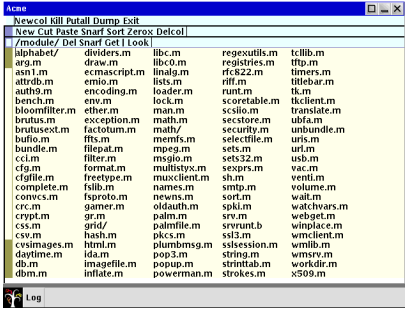 Acme
Newcol Kill Putall Dump Exit
New Cut Paste Snarf Sort Zerox Delcol
/module/ Del Snarf Get | Look
alphabet/ dividers.m libc.m regexutils.m tcllib.m
arg.m draw.m libc0.m registries.m tftp.m
asn1.m ecmascript.m linalg.m rfc822.m timers.m
attrdb.m emio.m lists.m riff.m titlebar.m
auth9.m encoding.m loader.m runt.m tk.m
bench.m env.m lock.m scoretable.m tkclient.m
bloomfilter.m ether.m man.m scsiio.m translate.m
brutus.m exception.m math.m secstore.m ubfa.m
brutusext.m factotum.m math/ security.m unbundle.m
bufio.m ffts.m memfs.m selectfile.m uris.m
bundle.m filepat.m mpeg.m sets.m url.m
cci.m filter.m msgio.m sets32.m usb.m
cfg.m format.m multistyx.m sexprs.m vac.m
cfgfile.m freetype.m muxclient.m sh.m venti.m
complete.m fslib.m names.m smtp.m volume.m
convcs.m fsproto.m newns.m sort.m wait.m
crc.m gamer.m oldauth.m spki.m watchvars.m
crypt.m gr.m palm.m srv.m webget.m
css.m grid/ palmfile.m srvrunt.b winplace.m
csv.m hash.m pkcs.m ssl3.m wmclient.m
cvsimages.m html.m plumbmsg.m sslsession.m wmlib.m
daytime.m ida.m pop3.m string.m wmsrv.m
db.m imagefile.m popup.m strinttab.m workdir.m
dbm.m inflate.m powerman.m strokes.m x509.m
Log